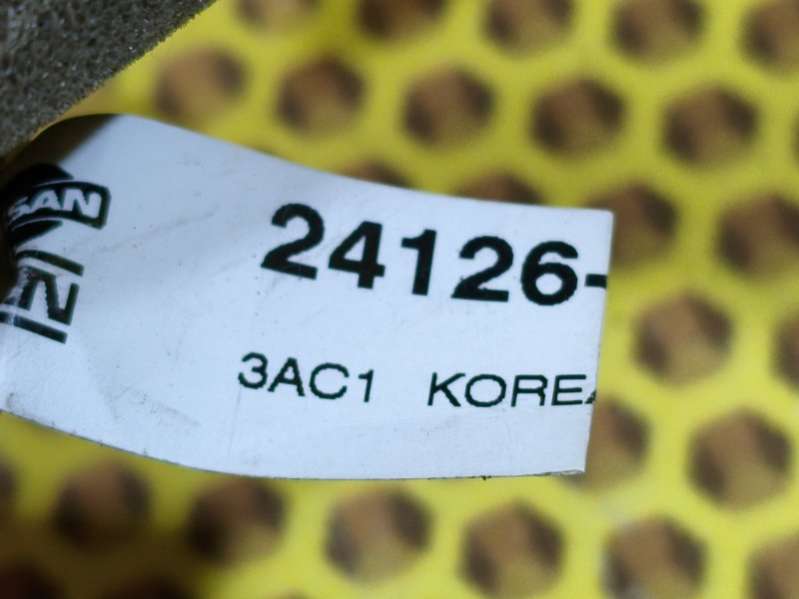 SAN
24126-
3AC1 KORE